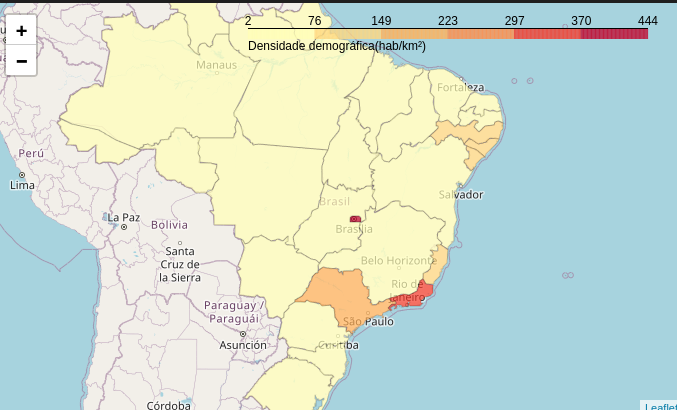 2 76 149 223 297 370 444
Densidade demográfica(hab/km²)
+
−
Manaus
Fortaleza
Perú
Lima
Salvador
Brasil
La Paz
Bolivia
Brasília
Santa
Cruz de
la Sierra
Belo Horizonte
Rio de
Janeiro
Paraguay /
Paraguái
São Paulo
Asunción
Curitiba
Córdoba
Leaflet